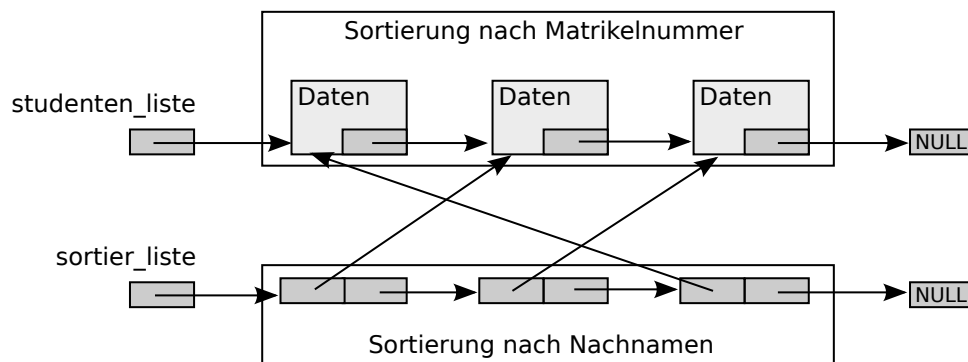 Sortierung nach Matrikelnummer
studenten_liste
Daten
Daten
Daten
NULL
sortier_liste
NULL
Sortierung nach Nachnamen